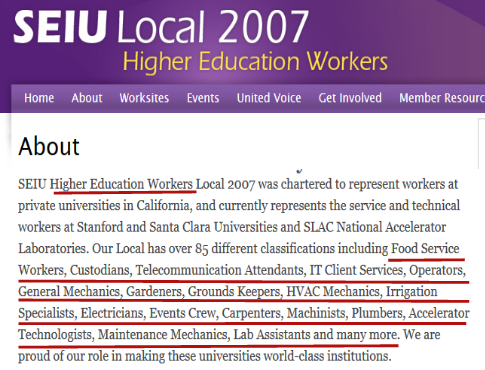 SEIU Local 2007
Higher Education Workers
Home About Worksites Events United Voice Get Involved Member Resourc
About
SEIU Higher Education Workers Local 2007 was chartered to represent workers at
private universities in California, and currently represents the service and technical
workers at Stanford and Santa Clara Universities and SLAC National Accelerator
Laboratories. Our Local has over 85 different classifications including Food Service
Workers, Custodians, Telecommunication Attendants, IT Client Services, Operators,
General Mechanics, Gardeners, Grounds Keepers, HVAC Mechanics, Irrigation
Specialists, Electricians, Events Crew, Carpenters, Machinists, Plumbers, Accelerator
Technologists, Maintenance Mechanics, Lab Assistants and many more. We are
proud of our role in making these universities world-class institutions.